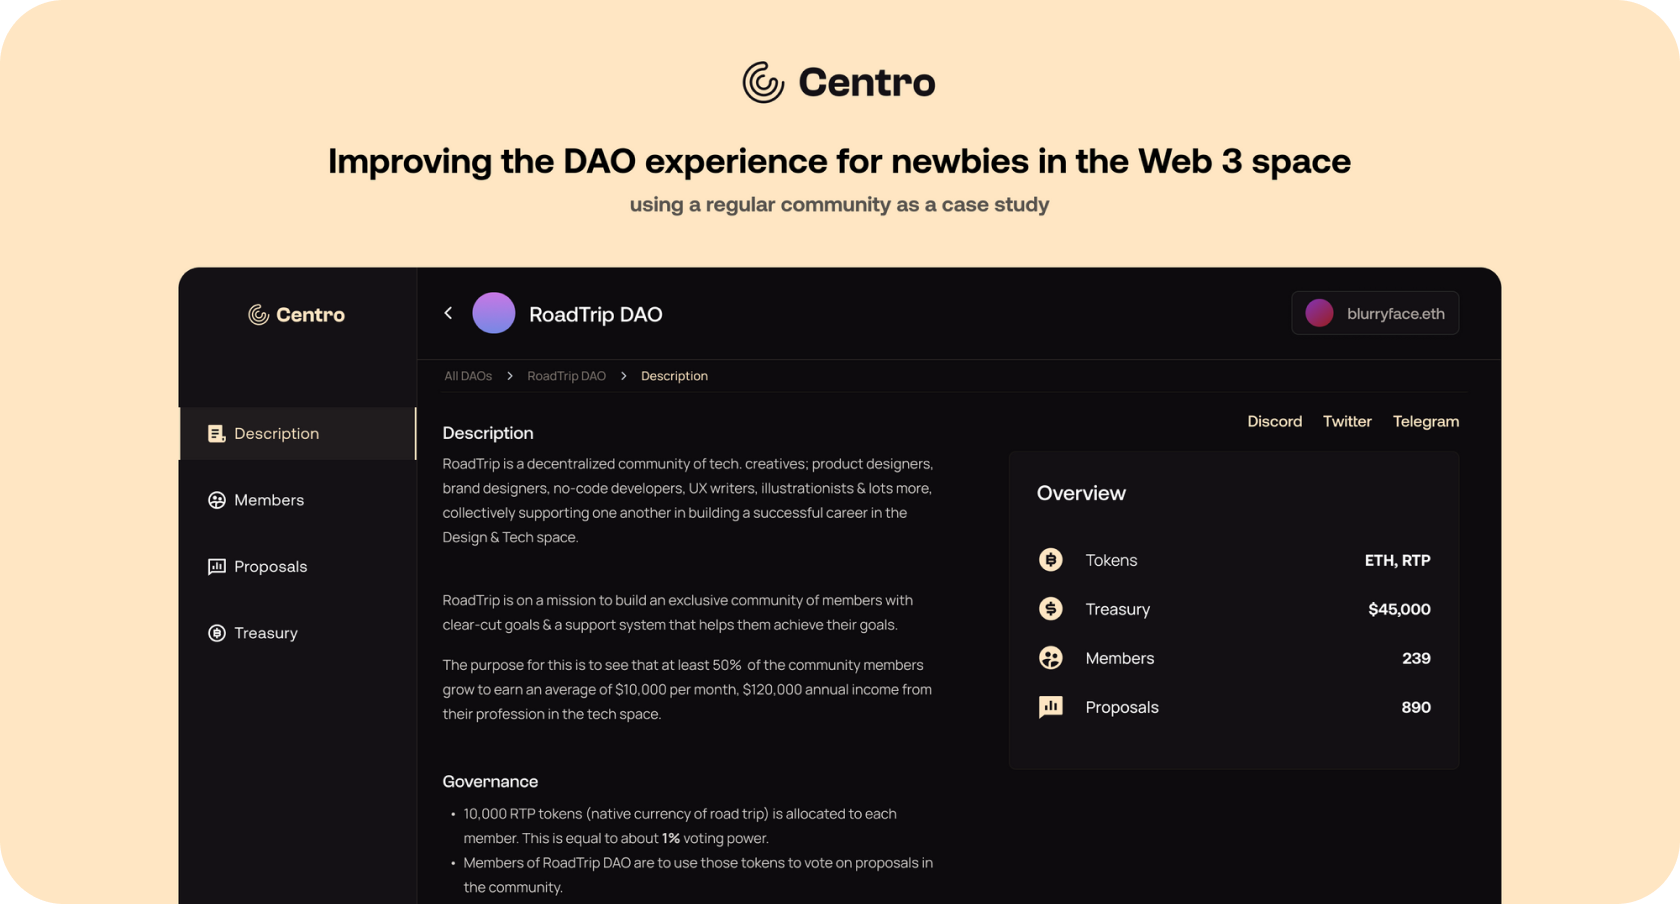 Centro
Improving the DAO experience for newbies in the Web 3 space
using a regular community as a case study
Centro
RoadTrip DAO
blurryface.eth
All DAOs > RoadTrip DAO > Description
Description
Members
Proposals
Treasury
Description
RoadTrip is a decentralized community of tech. creatives; product designers,
brand designers, no-code developers, UX writers, illustrationists & lots more,
collectively supporting one another in building a successful career in the
Design & Tech space.
RoadTrip is on a mission to build an exclusive community of members with
clear-cut goals & a support system that helps them achieve their goals.
The purpose for this is to see that at least 50% of the community members
grow to earn an average of $10,000 per month, $120,000 annual income from
their profession in the tech space.
Governance
• 10,000 RTP tokens (native currency of road trip) is allocated to each
member. This is equal to about 1% voting power.
• Members of RoadTrip DAO are to use those tokens to vote on proposals in
the community.
Discord Twitter Telegram
Overview
Tokens ETH, RTP
Treasury $45,000
Members 239
Proposals 890